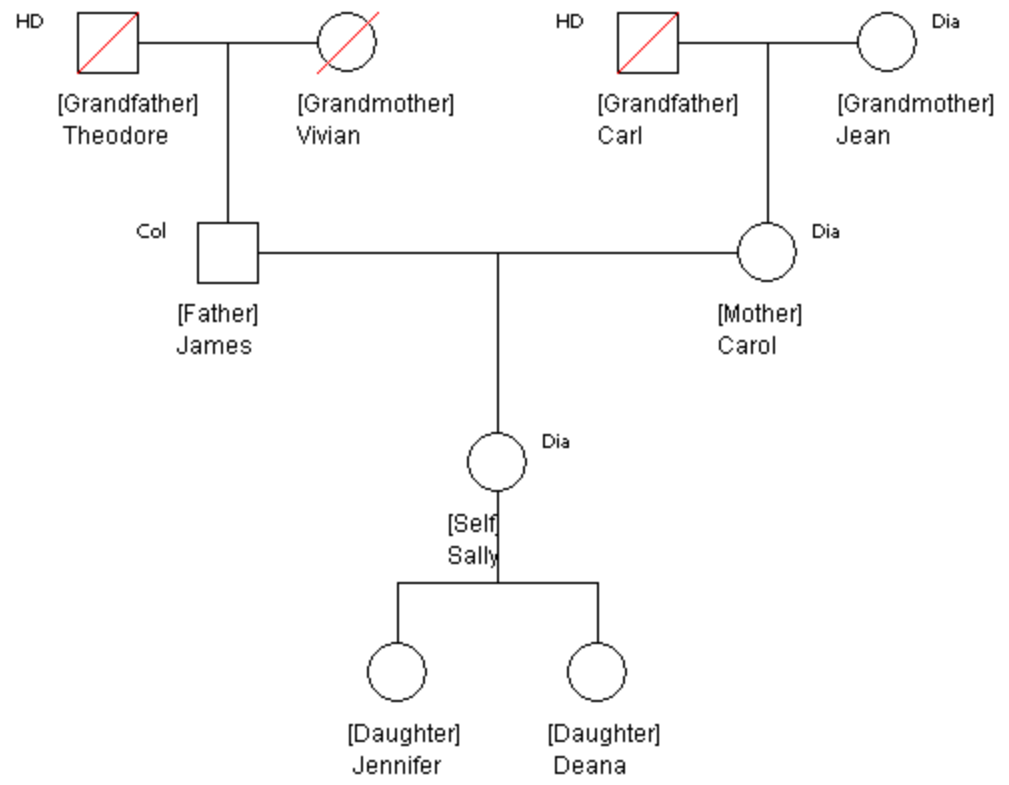 HD
HD
Dia
[Grandfather]
Theodore
[Grandmother]
Vivian
[Grandfather]
Carl
[Grandmother]
Jean
Col
Dia
[Father]
James
[Mother]
Carol
Dia
[Self]
Sally
[Daughter]
Jennifer
[Daughter]
Deana